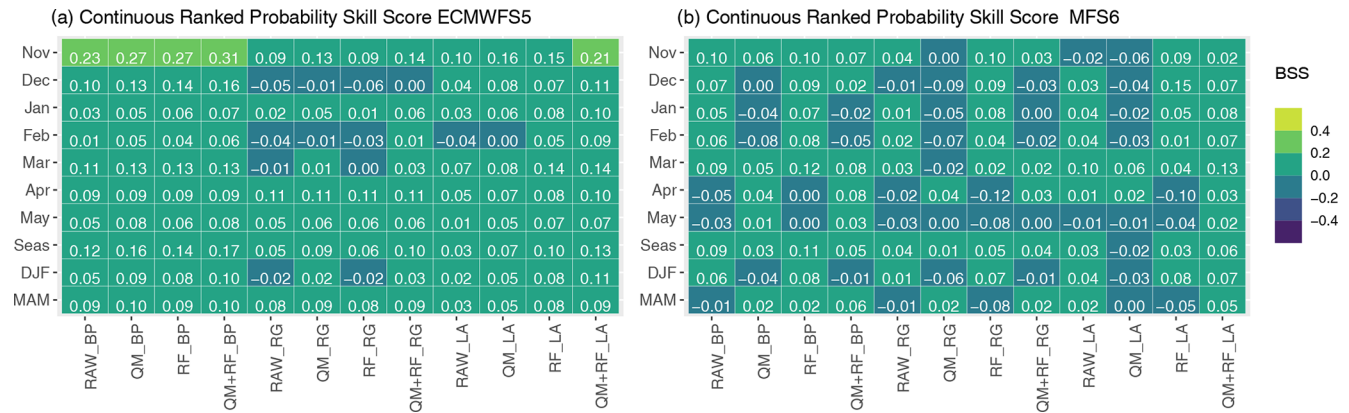 (a) Continuous Ranked Probability Skill Score ECMWFS5
Nov 0.23 0.27 0.27 0.31 0.09 0.13 0.09 0.14 0.10 0.16 0.15 0.21
Dec 0.10 0.13 0.14 0.16 −0.05 −0.01 −0.06 0.00 0.04 0.08 0.07 0.11
Jan 0.03 0.05 0.06 0.07 0.02 0.05 0.01 0.06 0.03 0.06 0.08 0.10
Feb 0.01 0.05 0.04 0.06 −0.04 −0.01 −0.03 0.01 −0.04 0.00 0.05 0.09
Mar 0.11 0.13 0.13 0.13 −0.01 0.01 0.00 0.03 0.07 0.08 0.14 0.14
Apr 0.09 0.09 0.09 0.09 0.11 0.11 0.11 0.11 0.05 0.07 0.08 0.10
May 0.05 0.08 0.06 0.08 0.05 0.06 0.06 0.06 0.01 0.05 0.07 0.07
Seas 0.12 0.16 0.14 0.17 0.05 0.09 0.06 0.10 0.03 0.07 0.10 0.13
DJF 0.05 0.09 0.08 0.10 −0.02 0.02 −0.02 0.03 0.02 0.05 0.08 0.11
MAM 0.09 0.10 0.09 0.10 0.08 0.09 0.08 0.09 0.03 0.05 0.08 0.09
RAW_BP QM_BP RF_BP QM+RF_BP RAW_RG QM_RG RF_RG QM+RF_RG RAW_LA QM_LA RF_LA QM+RF_LA
(b) Continuous Ranked Probability Skill Score MFS6
Nov 0.10 0.06 0.10 0.07 0.04 0.00 0.10 0.03 −0.02 −0.06 0.09 0.02
Dec 0.07 0.00 0.09 0.02 −0.01 −0.09 0.09 −0.03 0.03 −0.04 0.15 0.07
Jan 0.05 −0.04 0.07 −0.02 0.01 −0.05 0.08 0.00 0.04 −0.02 0.05 0.08
Feb 0.06 −0.08 0.08 −0.05 0.02 −0.07 0.04 −0.02 0.04 −0.03 0.01 0.07
Mar 0.09 0.05 0.12 0.08 0.03 −0.02 0.02 0.02 0.10 0.06 0.04 0.13
Apr −0.05 0.04 0.00 0.08 −0.02 0.04 −0.12 0.03 0.01 0.02 −0.10 0.03
May −0.03 0.01 0.00 0.03 −0.03 0.00 −0.08 0.00 −0.01 −0.01 −0.04 0.02
Seas 0.09 0.03 0.11 0.05 0.04 0.01 0.05 0.04 0.03 −0.02 0.03 0.06
DJF 0.06 −0.04 0.08 −0.01 0.01 −0.06 0.07 −0.01 0.04 −0.03 0.08 0.07
MAM −0.01 0.02 0.02 0.06 −0.01 0.02 −0.08 0.02 0.02 0.00 −0.05 0.05
RAW_BP QM_BP RF_BP QM+RF_BP RAW_RG QM_RG RF_RG QM+RF_RG RAW_LA QM_LA RF_LA QM+RF_LA
BSS
0.4
0.2
0.0
−0.2
−0.4